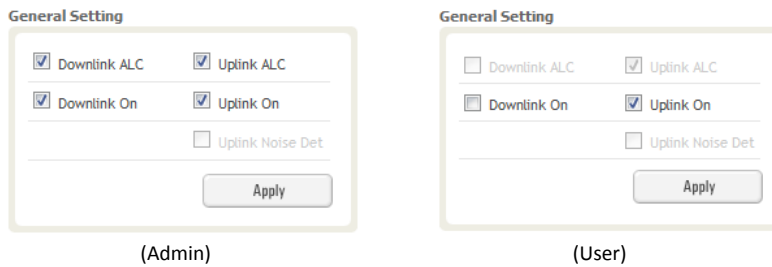 General Setting
Downlink ALC Uplink ALC
Downlink On Uplink On
Uplink Noise Det
Apply
(Admin)
General Setting
Downlink ALC Uplink ALC
Downlink On Uplink On
Uplink Noise Det
Apply
(User)